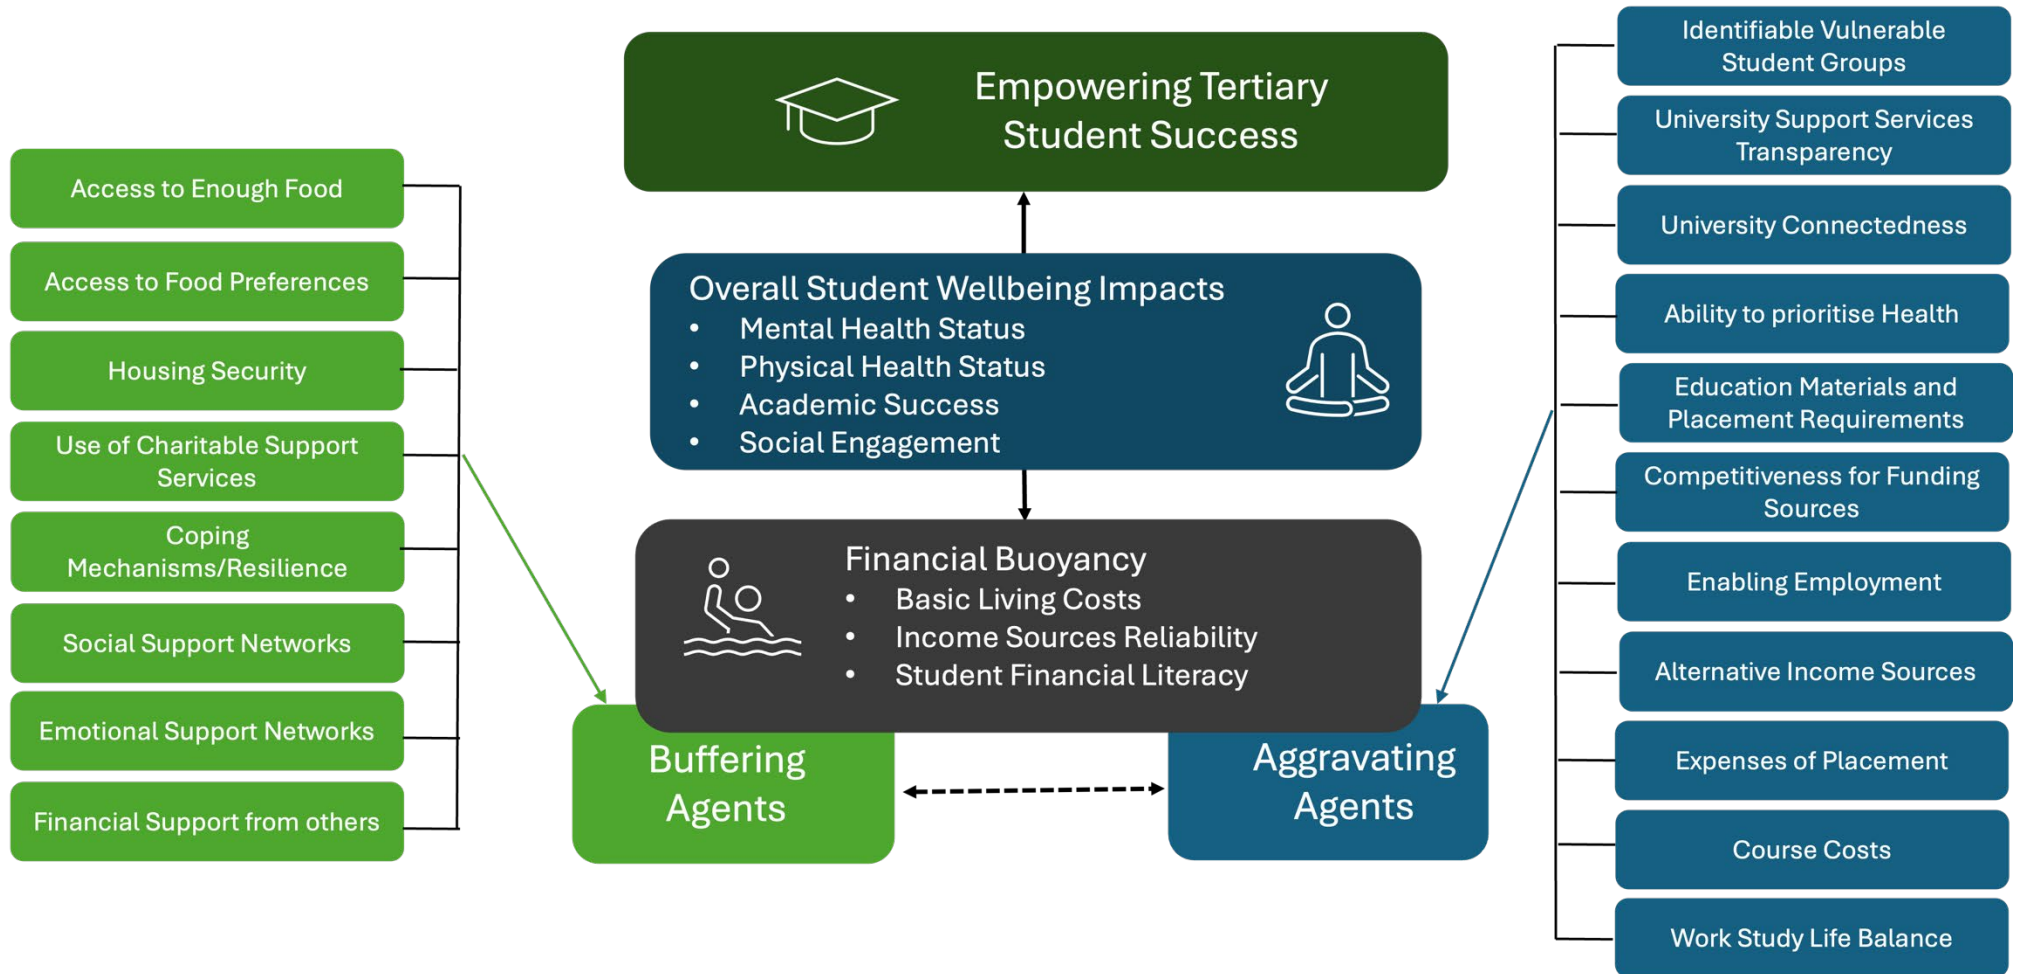 Empowering Tertiary
Student Success
Overall Student Wellbeing Impacts
• Mental Health Status
• Physical Health Status
• Academic Success
• Social Engagement
Financial Buoyancy
• Basic Living Costs
• Income Sources Reliability
• Student Financial Literacy
Buffering
Agents
Aggravating
Agents
Access to Enough Food
Access to Food Preferences
Housing Security
Use of Charitable Support
Services
Coping
Mechanisms/Resilience
Social Support Networks
Emotional Support Networks
Financial Support from others
Identifiable Vulnerable
Student Groups
University Support Services
Transparency
University Connectedness
Ability to prioritise Health
Education Materials and
Placement Requirements
Competitiveness for Funding
Sources
Enabling Employment
Alternative Income Sources
Expenses of Placement
Course Costs
Work Study Life Balance